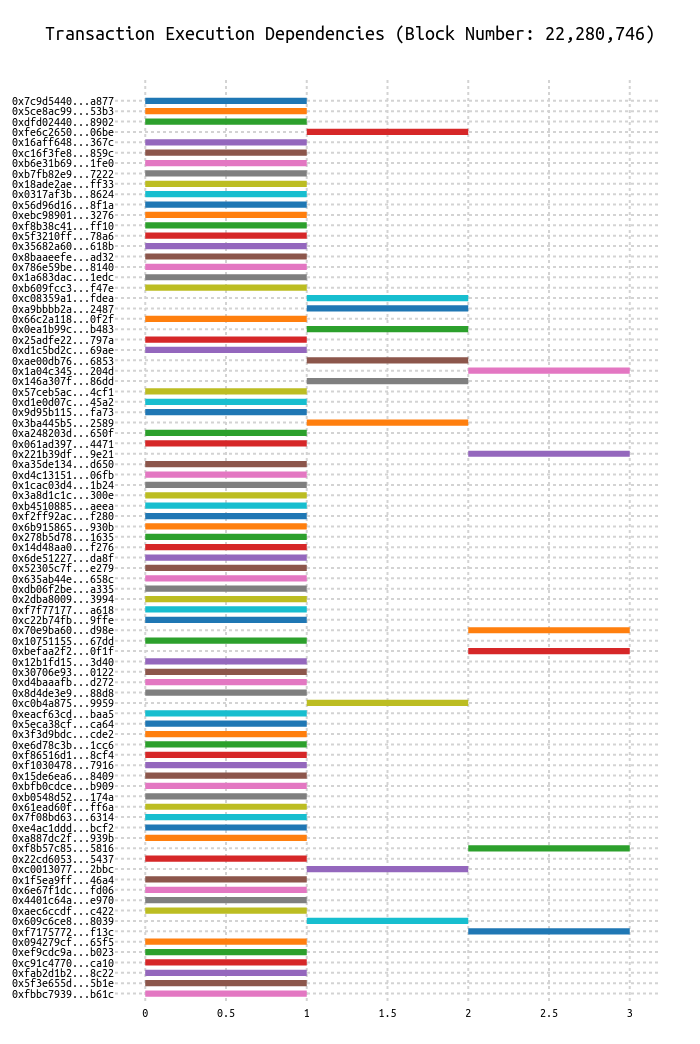 Transaction Execution Dependencies (Block Number: 22,280,746)
0x7c9d5440...a877
0x5ce8ac99...53b3
0xdfd02440...8902
0xfe6c2650...06be
0x16aff648...367c
0xc16f3fe8...859c
0xb6e31b69...1fe0
0xb7fb82e9...7222
0x18ade2ae...ff33
0x0317af3b...8624
0x56d96d16...8f1a
0xebc98901...3276
0xf8b38c41...ff10
0x5f3210ff...78a6
0x35682a60...618b
0x8baaeefe...ad32
0x786e59be...8140
0x1a683dac...1edc
0xb609fcc3...f47e
0xc08359a1...fdea
0xa9bbbb2a...2487
0x66c2a118...0f2f
0x0ea1b99c...b483
0x25adfe22...797a
0xd1c5bd2c...69ae
0xae00db76...6853
0x1a04c345...204d
0x146a307f...86dd
0x57ceb5ac...4cf1
0xd1e0d07c...45a2
0x9d95b115...fa73
0x3ba445b5...2589
0xa248203d...650f
0x061ad397...4471
0x221b39df...9e21
0xa35de134...d650
0xd4c13151...06fb
0x1cac03d4...1b24
0x3a8d1c1c...300e
0xb4510885...aeea
0xf2ff92ac...f280
0x6b915865...930b
0x278b5d78...1635
0x14d48aa0...f276
0x6de51227...da8f
0x52305c7f...e279
0x635ab44e...658c
0xdb06f2be...a335
0x2dba8009...3994
0xf7f77177...a618
0xc22b74fb...9ffe
0x70e9ba60...d98e
0x10751155...67dd
0xbefaa2f2...0f1f
0x12b1fd15...3d40
0x30706e93...0122
0xd4baaafb...d272
0x8d4de3e9...88d8
0xc0b4a875...9959
0xeacf63cd...baa5
0x5eca38cf...ca64
0x3f3d9bdc...cde2
0xe6d78c3b...1cc6
0xf86516d1...8cf4
0xf1030478...7916
0x15de6ea6...8409
0xbfb0cdce...b909
0xb0548d52...174a
0x61ead60f...ff6a
0x7f08bd63...6314
0xe4ac1ddd...bcf2
0xa887dc2f...939b
0xf8b57c85...5816
0x22cd6053...5437
0xc0013077...2bbc
0x1f5ea9ff...46a4
0x6e67f1dc...fd06
0x4401c64a...e970
0xaec6ccdf...c422
0x609c6ce8...8039
0xf7175772...f13c
0x094279cf...65f5
0xef9cdc9a...b023
0xc91c4770...ca10
0xfab2d1b2...8c22
0x5f3e655d...5b1e
0xfbbc7939...b61c
0 0.5 1 1.5 2 2.5 3